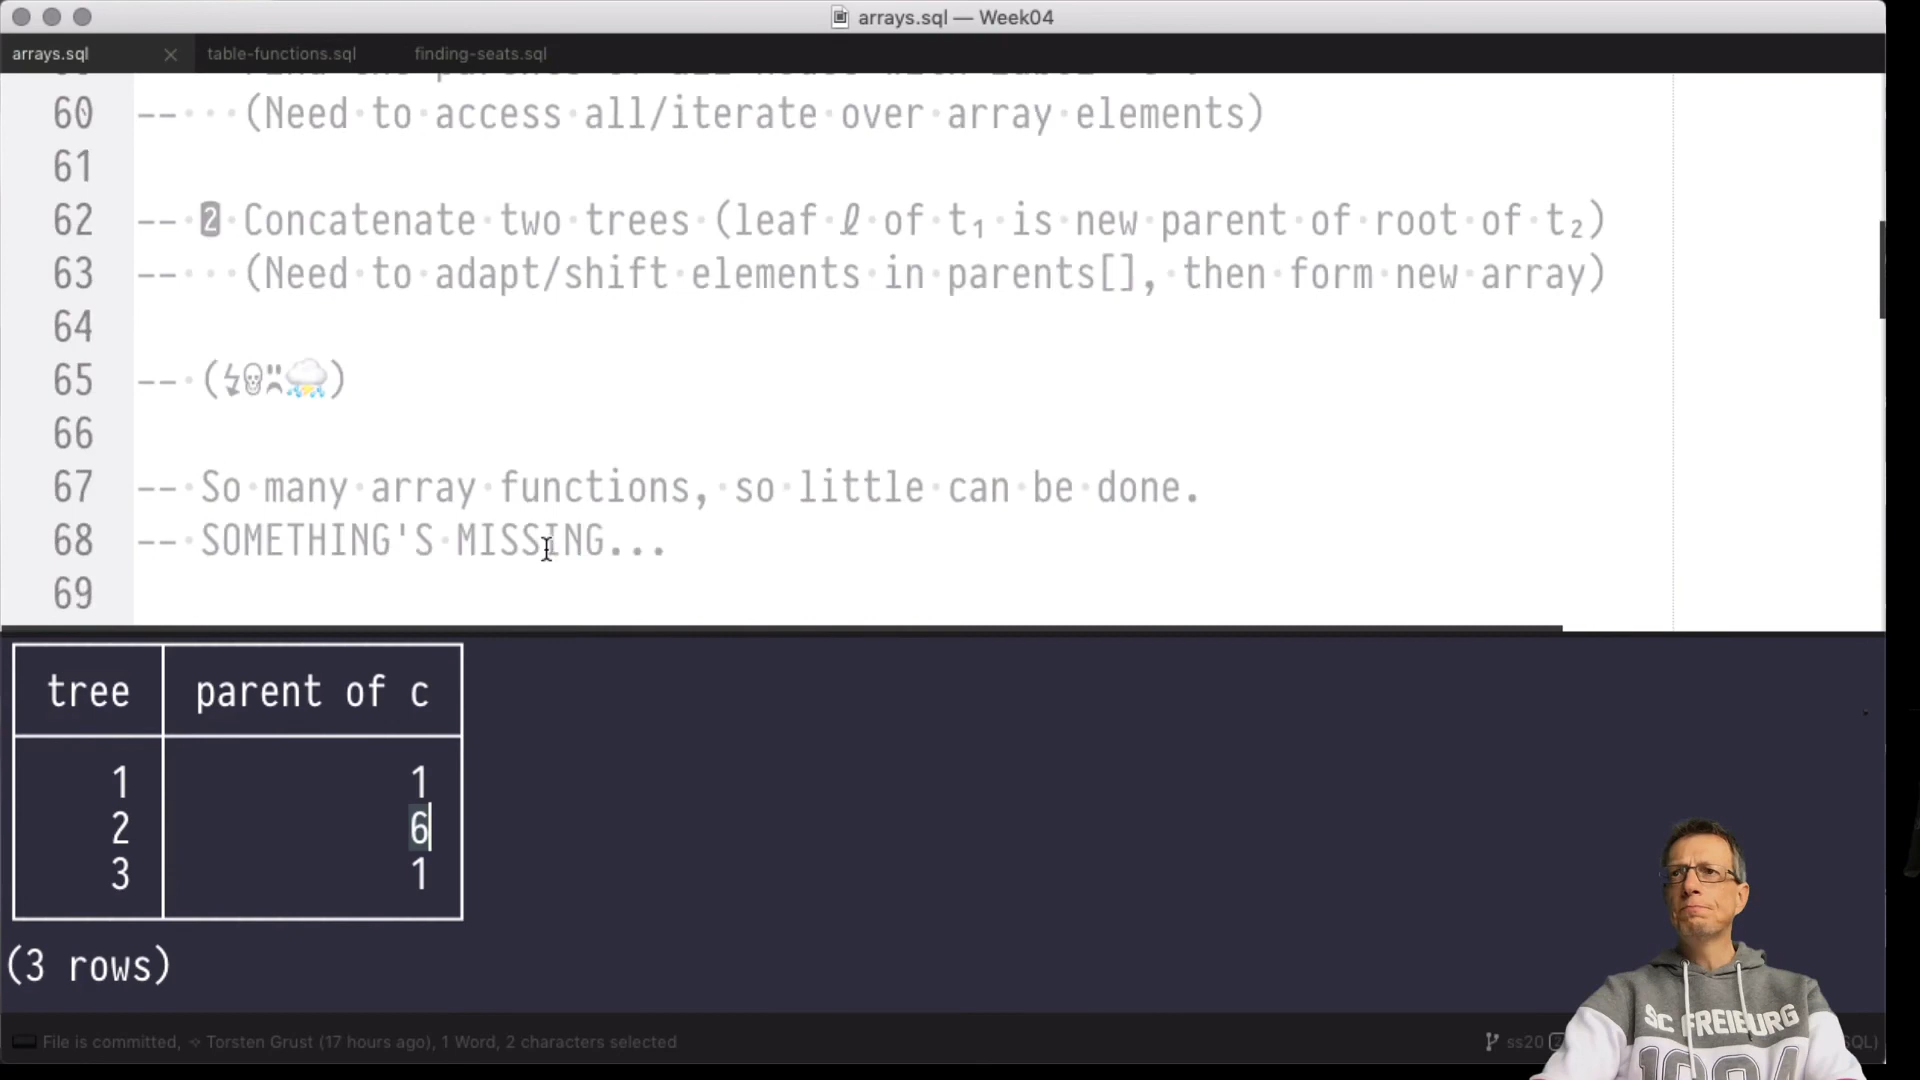 arrays.sql — Week04
arrays.sql table-functions.sql finding-seats.sql
60 -- (Need to access all/iterate over array elements)
61
62 -- 2 Concatenate two trees (leaf ℓ of t₁ is new parent of root of t₂)
63 -- (Need to adapt/shift elements in parents[], then form new array)
64
65 -- (↯☠☹⛈)
66
67 -- So many array functions, so little can be done.
68 -- SOMETHING'S MISSING...
69
tree parent of c
1 1
2 6
3 1
(3 rows)
File is committed, Torsten Grust (17 hours ago), 1 Word, 2 characters selected
ss20
SQL)
SC FREIBURG
1904